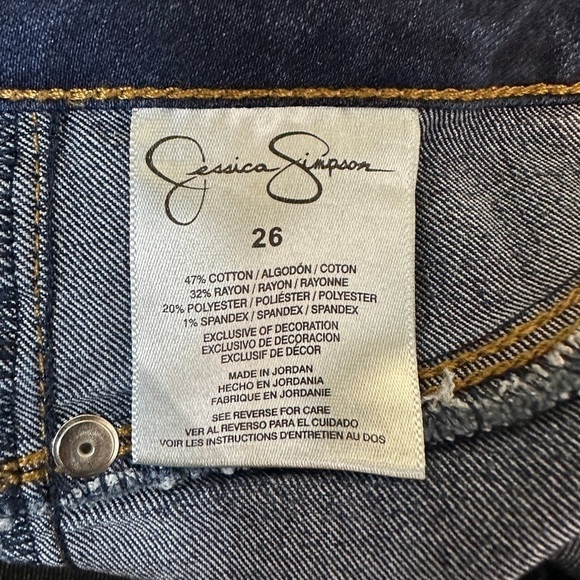 Jessica Simpson
26
47% COTTON / ALGODÓN / COTON
32% RAYON / RAYON / RAYONNE
20% POLYESTER / POLIÉSTER / POLYESTER
1% SPANDEX / SPANDEX / SPANDEX
EXCLUSIVE OF DECORATION
EXCLUSIVO DE DECORACION
EXCLUSIF DE DÉCOR
MADE IN JORDAN
HECHO EN JORDANIA
FABRIQUE EN JORDANIE
SEE REVERSE FOR CARE
VER AL REVERSO PARA EL CUIDADO
VOIR LES INSTRUCTIONS D'ENTRETIEN AU DOS